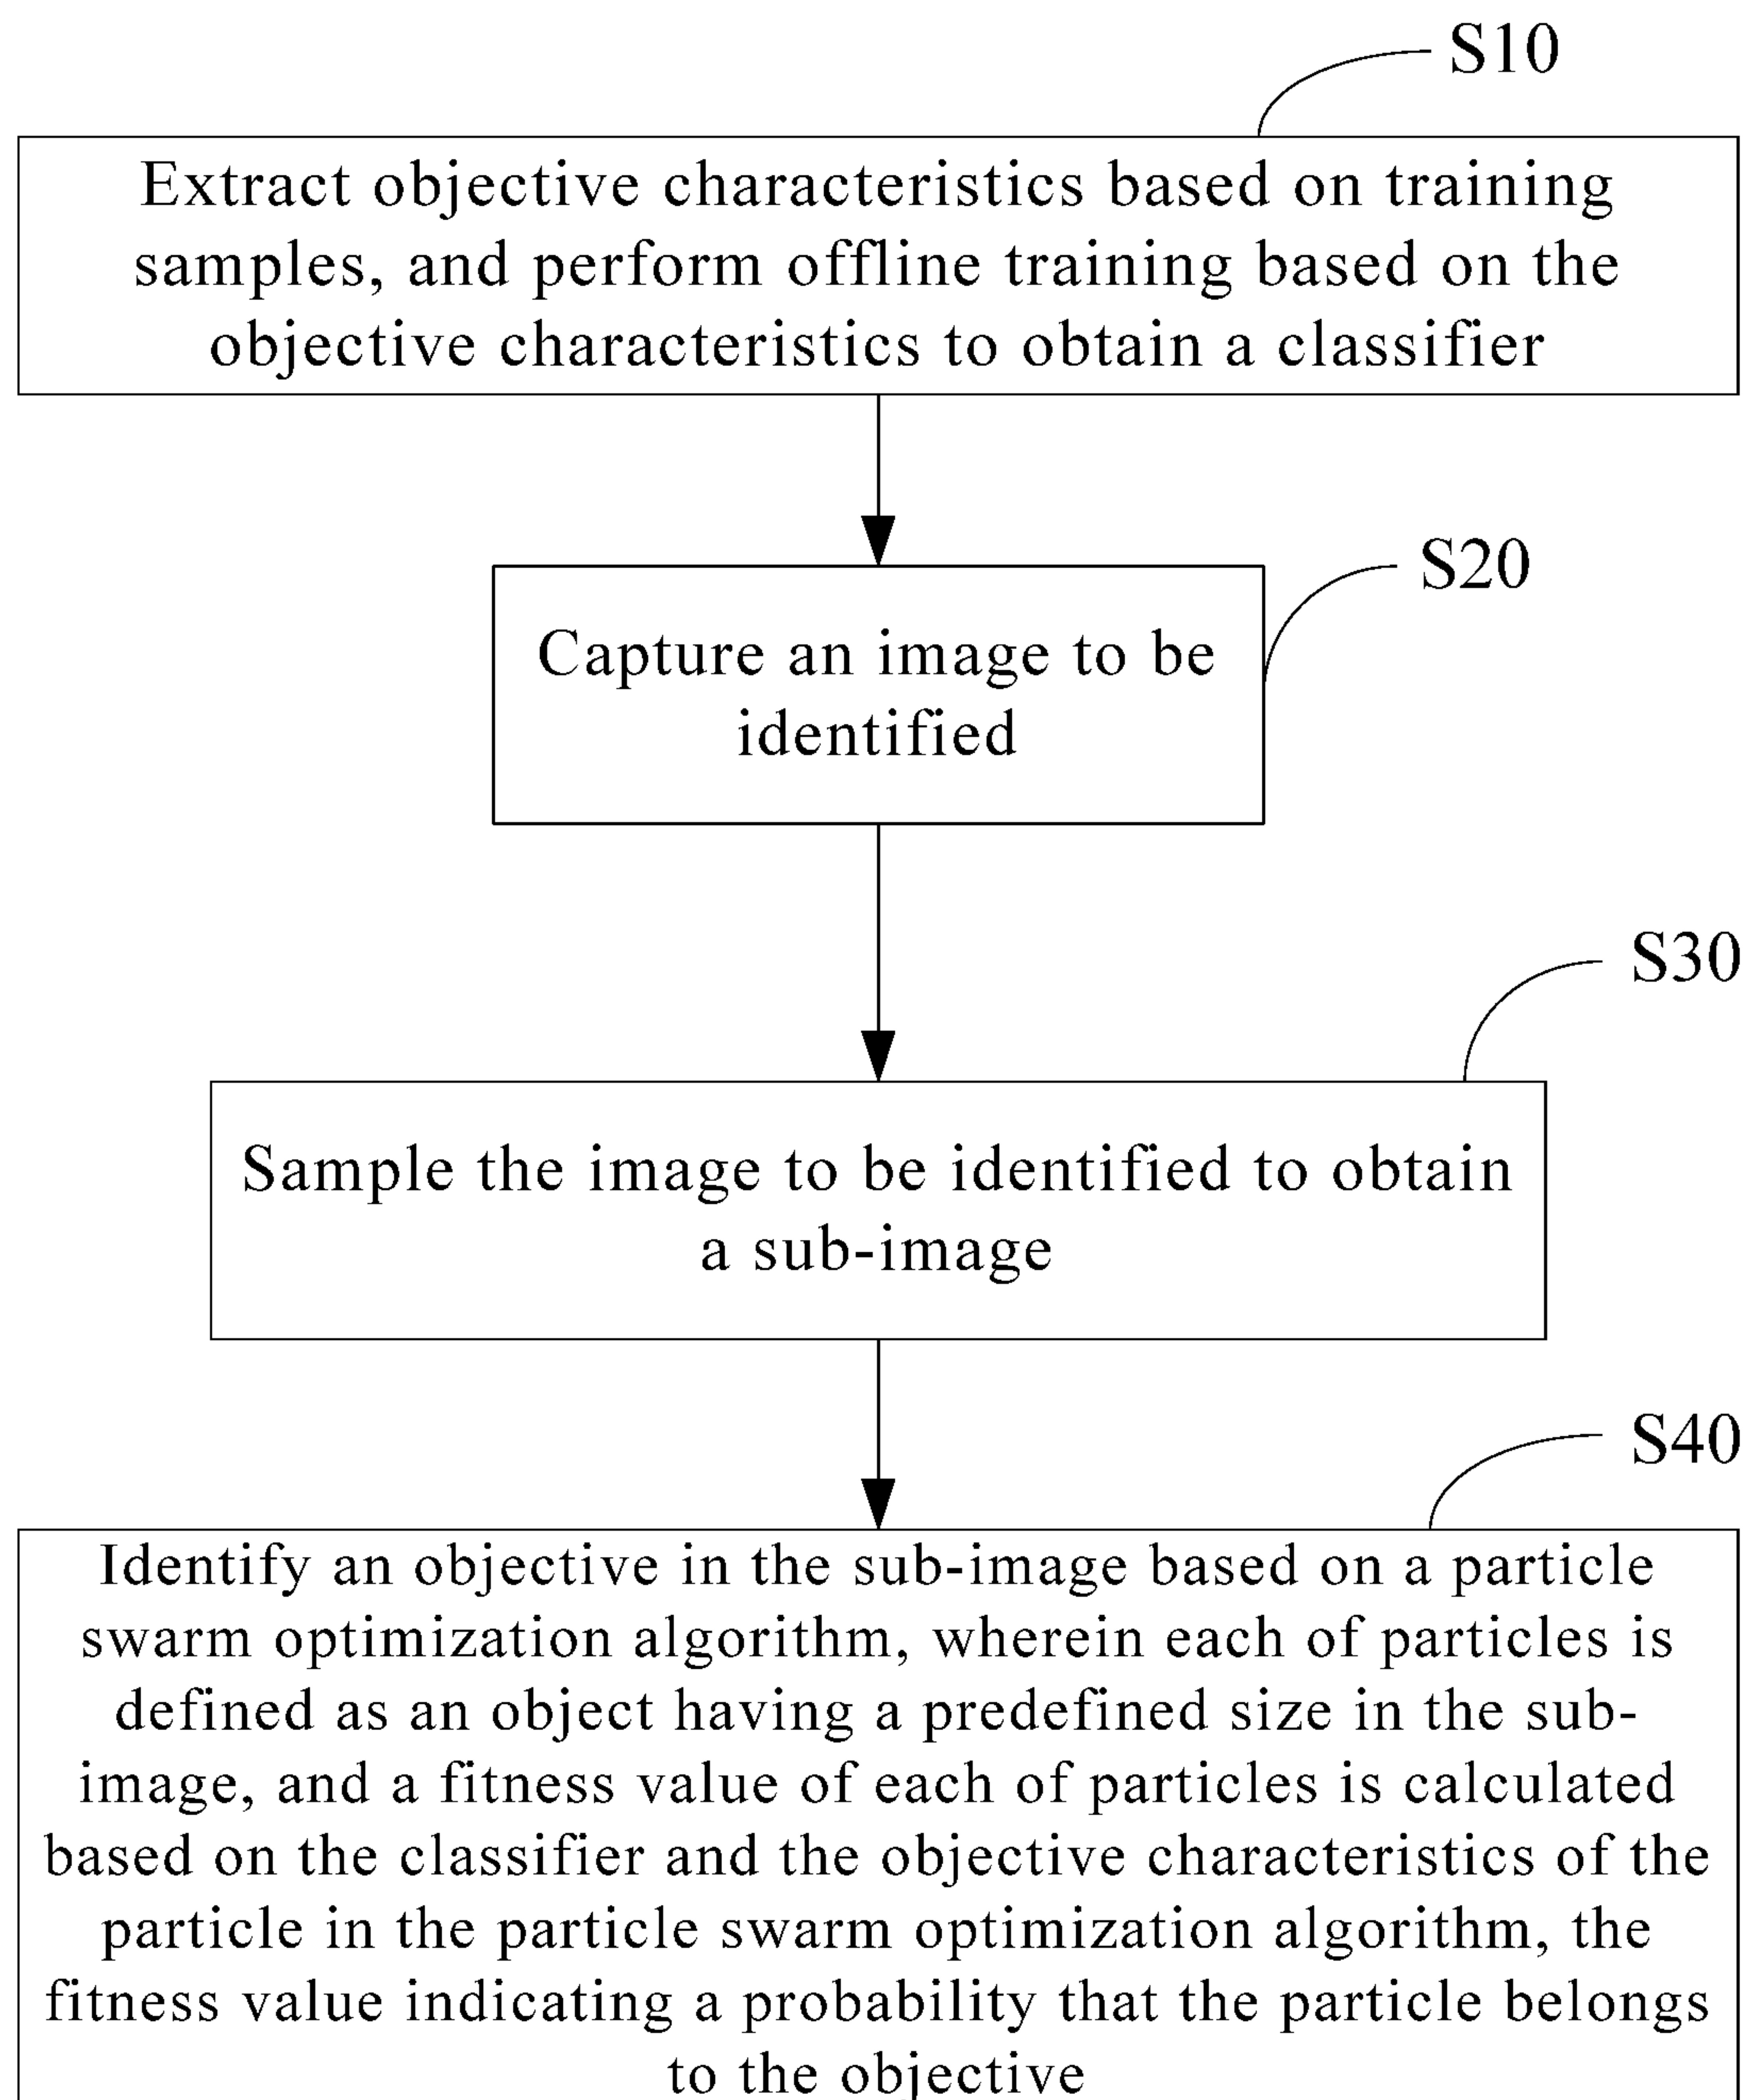 S10
Extract objective characteristics based on training
samples, and perform offline training based on the
objective characteristics to obtain a classifier
S20
Capture an image to be
identified
S30
Sample the image to be identified to obtain
a sub-image
S40
Identify an objective in the sub-image based on a particle
swarm optimization algorithm, wherein each of particles is
defined as an object having a predefined size in the sub-
image, and a fitness value of each of particles is calculated
based on the classifier and the objective characteristics of the
particle in the particle swarm optimization algorithm, the
fitness value indicating a probability that the particle belongs
to the objective